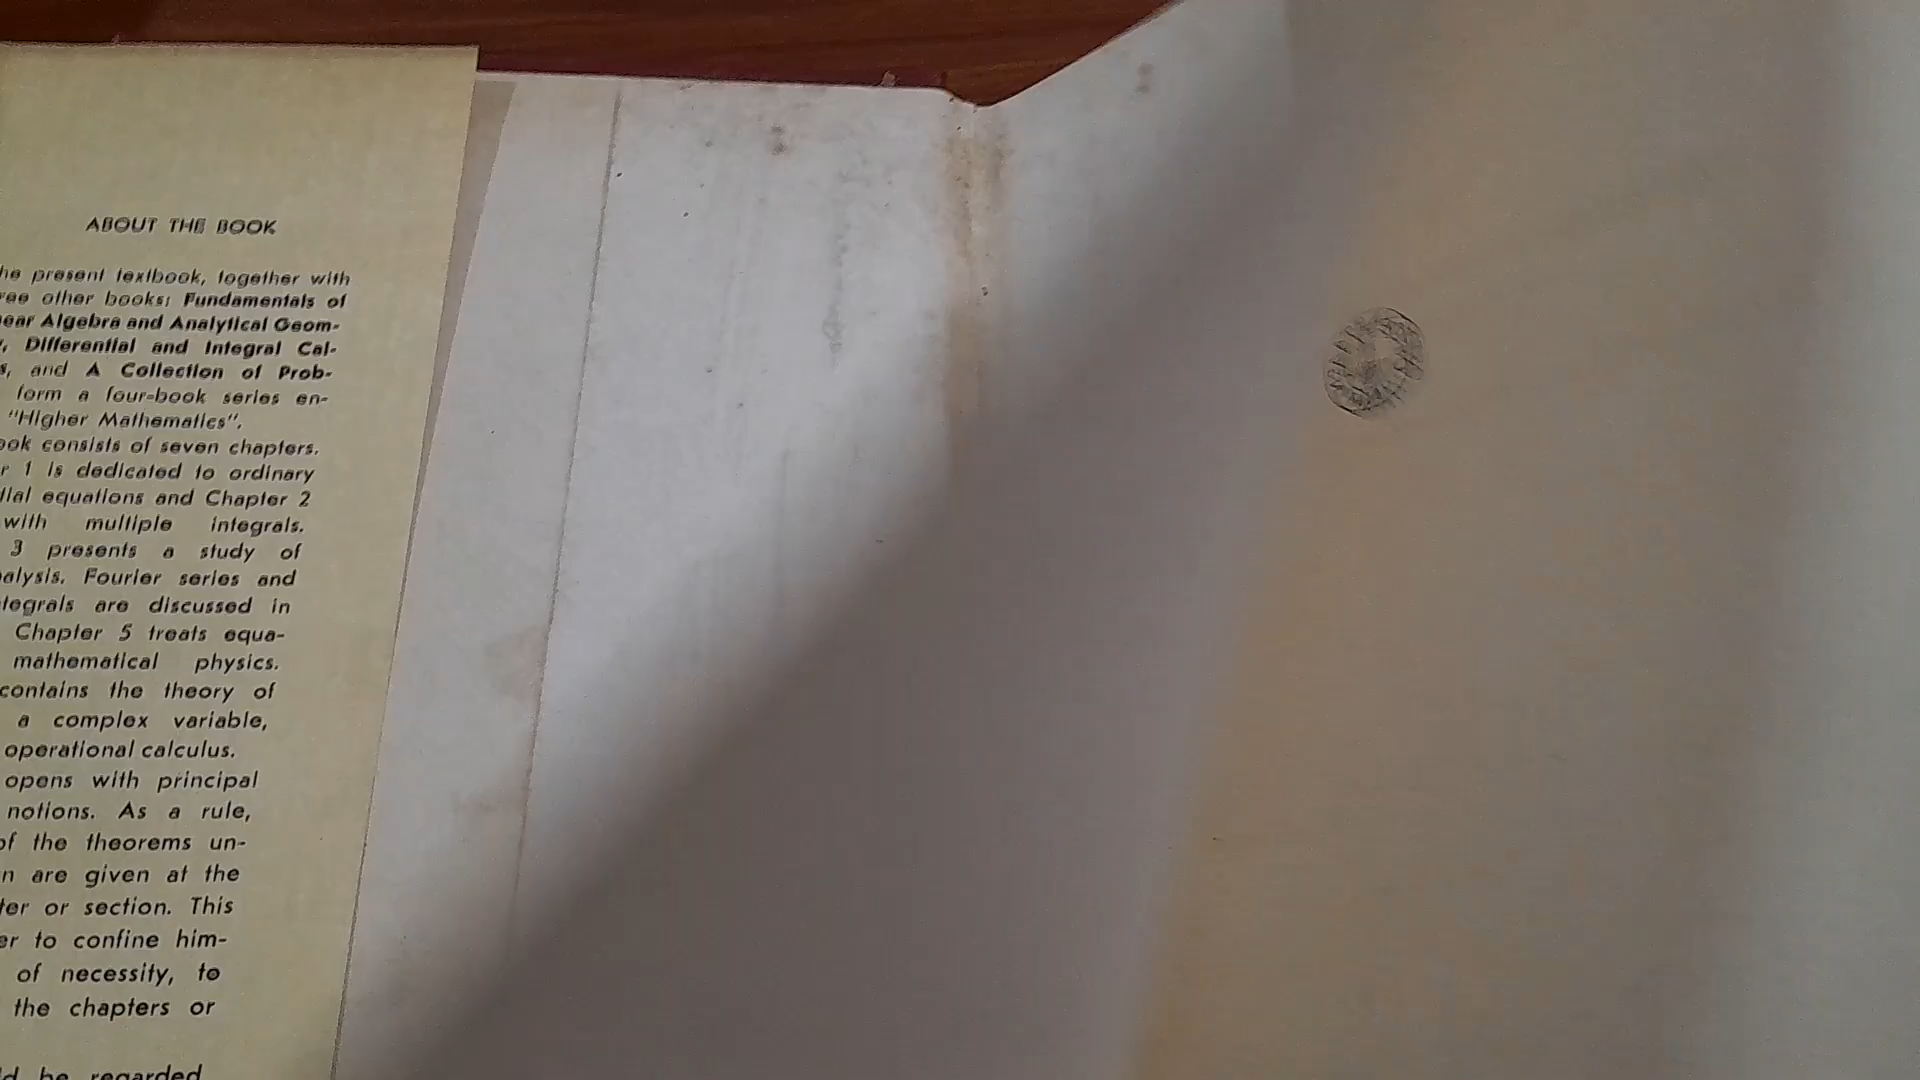 ABOUT THE BOOK
he present textbook, together with
ree other books: Fundamentals of
ear Algebra and Analytical Geom-
, Differential and Integral Cal-
s, and A Collection of Prob-
form a four-book series en-
"Higher Mathematics".
ook consists of seven chapters.
r 1 is dedicated to ordinary
tial equations and Chapter 2
with multiple integrals.
3 presents a study of
alysis. Fourier series and
tegrals are discussed in
Chapter 5 treats equa-
mathematical physics.
contains the theory of
a complex variable,
operational calculus.
opens with principal
notions. As a rule,
of the theorems un-
n are given at the
ter or section. This
er to confine him-
of necessity, to
the chapters or
d be regarded